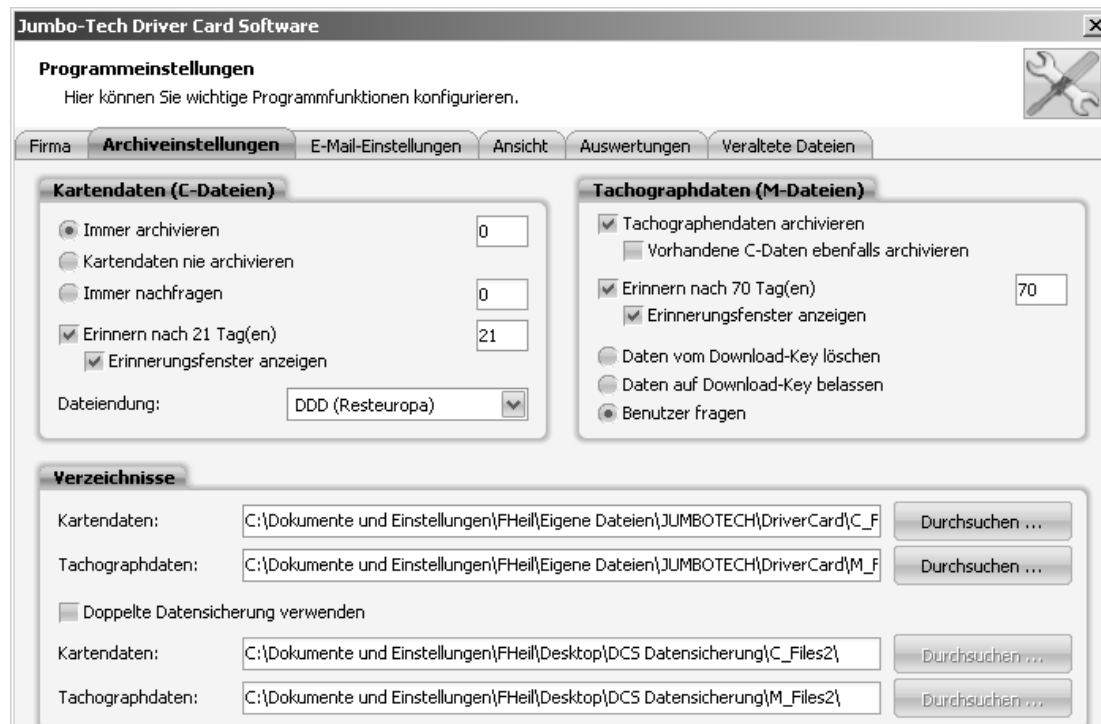 Jumbo-Tech Driver Card Software
Programmeinstellungen
Hier können Sie wichtige Programmfunktionen konfigurieren.
Firma Archiveinstellungen E-Mail-Einstellungen Ansicht Auswertungen Veraltete Dateien
Kartendaten (C-Dateien)
Immer archivieren 0
Kartendaten nie archivieren
Immer nachfragen 0
Erinnern nach 21 Tag(en) 21
Erinnerungsfenster anzeigen
Dateiendung: DDD (Resteuropa)
Tachographdaten (M-Dateien)
Tachographendaten archivieren
Vorhandene C-Daten ebenfalls archivieren
Erinnern nach 70 Tag(en) 70
Erinnerungsfenster anzeigen
Daten vom Download-Key löschen
Daten auf Download-Key belassen
Benutzer fragen
Verzeichnisse
Kartendaten: C:\Dokumente und Einstellungen\FHeil\Eigene Dateien\JUMBOTECH\DriverCard\C_F Durchsuchen ...
Tachographdaten: C:\Dokumente und Einstellungen\FHeil\Eigene Dateien\JUMBOTECH\DriverCard\M_F Durchsuchen ...
Doppelte Datensicherung verwenden
Kartendaten: C:\Dokumente und Einstellungen\FHeil\Desktop\DCS Datensicherung\C_Files2\ Durchsuchen ...
Tachographdaten: C:\Dokumente und Einstellungen\FHeil\Desktop\DCS Datensicherung\M_Files2\ Durchsuchen ...